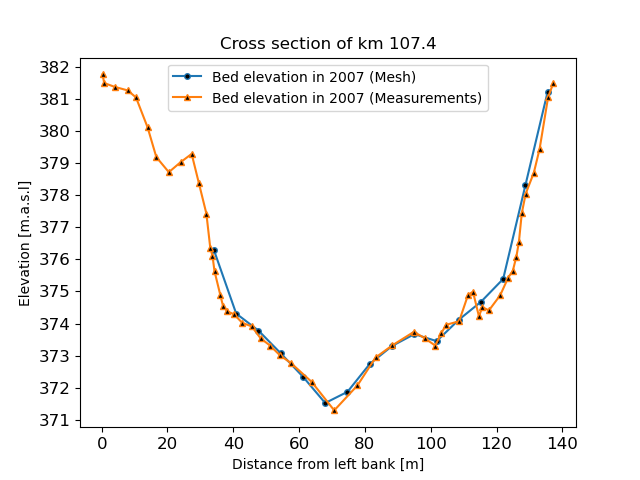 Cross section of km 107.4
Bed elevation in 2007 (Mesh)
Bed elevation in 2007 (Measurements)
Elevation [m.a.s.l]
382
381
380
379
378
377
376
375
374
373
372
371
0 20 40 60 80 100 120 140
Distance from left bank [m]